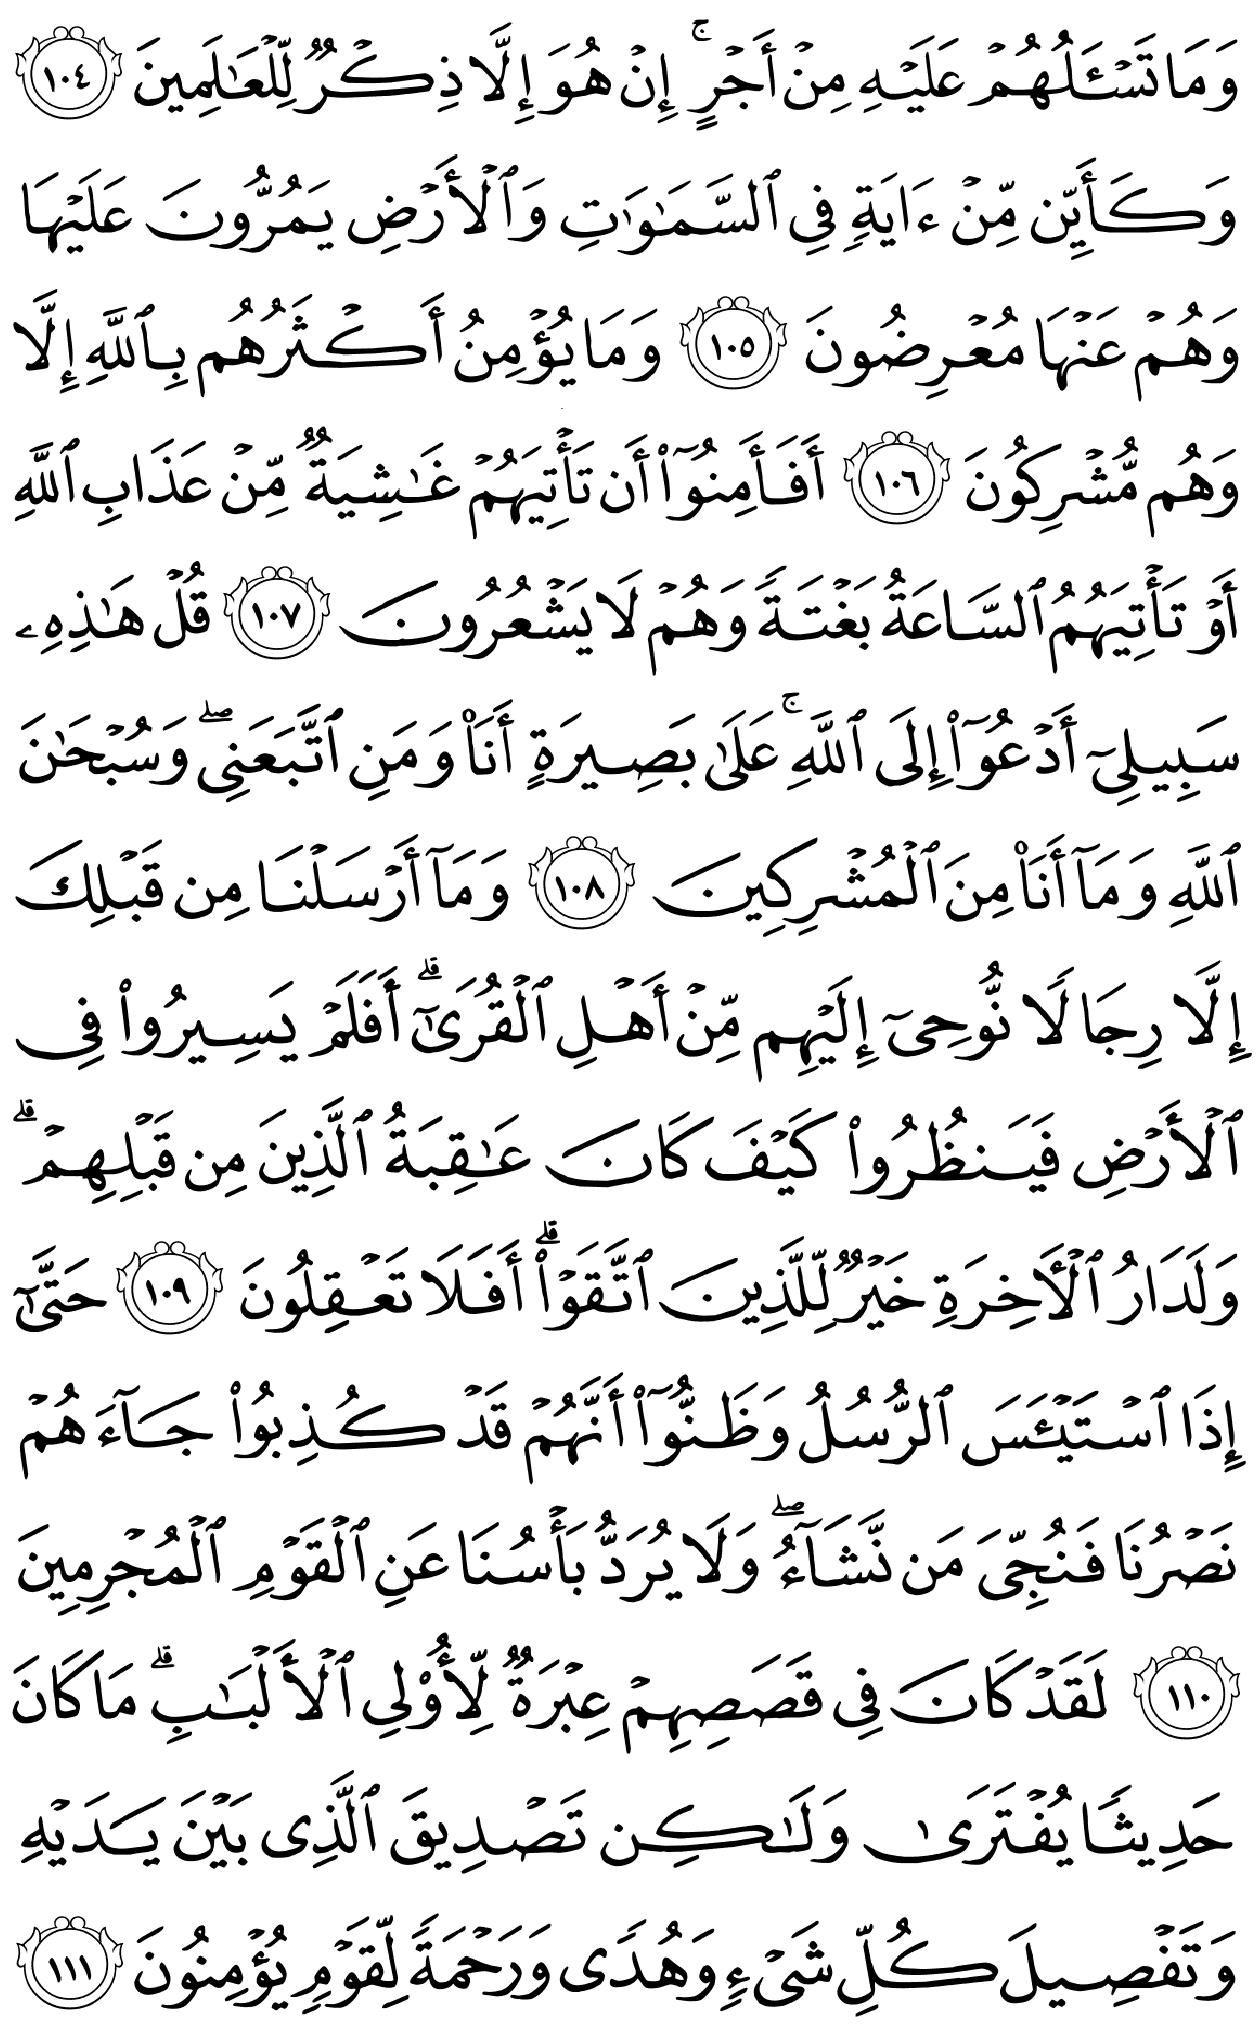 وَمَا تَسْـَٔلُهُمْ عَلَيْهِ مِنْ أَجْرٍ ۚ إِنْ هُوَ إِلَّا ذِكْرٌ لِّلْعَـٰلَمِينَ ١٠٤
وَكَأَيِّن مِّنْ ءَايَةٍ فِى ٱلسَّمَـٰوَٰتِ وَٱلْأَرْضِ يَمُرُّونَ عَلَيْهَا
وَهُمْ عَنْهَا مُعْرِضُونَ ١٠٥ وَمَا يُؤْمِنُ أَكْثَرُهُم بِٱللَّهِ إِلَّا
وَهُم مُّشْرِكُونَ ١٠٦ أَفَأَمِنُوٓا۟ أَن تَأْتِيَهُمْ غَـٰشِيَةٌ مِّنْ عَذَابِ ٱللَّهِ
أَوْ تَأْتِيَهُمُ ٱلسَّاعَةُ بَغْتَةً وَهُمْ لَا يَشْعُرُونَ ١٠٧ قُلْ هَـٰذِهِۦ
سَبِيلِىٓ أَدْعُوٓا۟ إِلَى ٱللَّهِ ۚ عَلَىٰ بَصِيرَةٍ أَنَا۠ وَمَنِ ٱتَّبَعَنِى ۖ وَسُبْحَـٰنَ
ٱللَّهِ وَمَآ أَنَا۠ مِنَ ٱلْمُشْرِكِينَ ١٠٨ وَمَآ أَرْسَلْنَا مِن قَبْلِكَ
إِلَّا رِجَالًا نُّوحِىٓ إِلَيْهِم مِّنْ أَهْلِ ٱلْقُرَىٰٓ ۗ أَفَلَمْ يَسِيرُوا۟ فِى
ٱلْأَرْضِ فَيَنظُرُوا۟ كَيْفَ كَانَ عَـٰقِبَةُ ٱلَّذِينَ مِن قَبْلِهِمْ ۗ
وَلَدَارُ ٱلْـَٔاخِرَةِ خَيْرٌ لِّلَّذِينَ ٱتَّقَوْا۟ ۗ أَفَلَا تَعْقِلُونَ ١٠٩ حَتَّىٰٓ
إِذَا ٱسْتَيْـَٔسَ ٱلرُّسُلُ وَظَنُّوٓا۟ أَنَّهُمْ قَدْ كُذِبُوا۟ جَآءَهُمْ
نَصْرُنَا فَنُجِّىَ مَن نَّشَآءُ ۖ وَلَا يُرَدُّ بَأْسُنَا عَنِ ٱلْقَوْمِ ٱلْمُجْرِمِينَ
١١٠ لَقَدْ كَانَ فِى قَصَصِهِمْ عِبْرَةٌ لِّأُو۟لِى ٱلْأَلْبَـٰبِ ۗ مَا كَانَ
حَدِيثًا يُفْتَرَىٰ وَلَـٰكِن تَصْدِيقَ ٱلَّذِى بَيْنَ يَدَيْهِ
وَتَفْصِيلَ كُلِّ شَىْءٍ وَهُدًى وَرَحْمَةً لِّقَوْمٍ يُؤْمِنُونَ ١١١